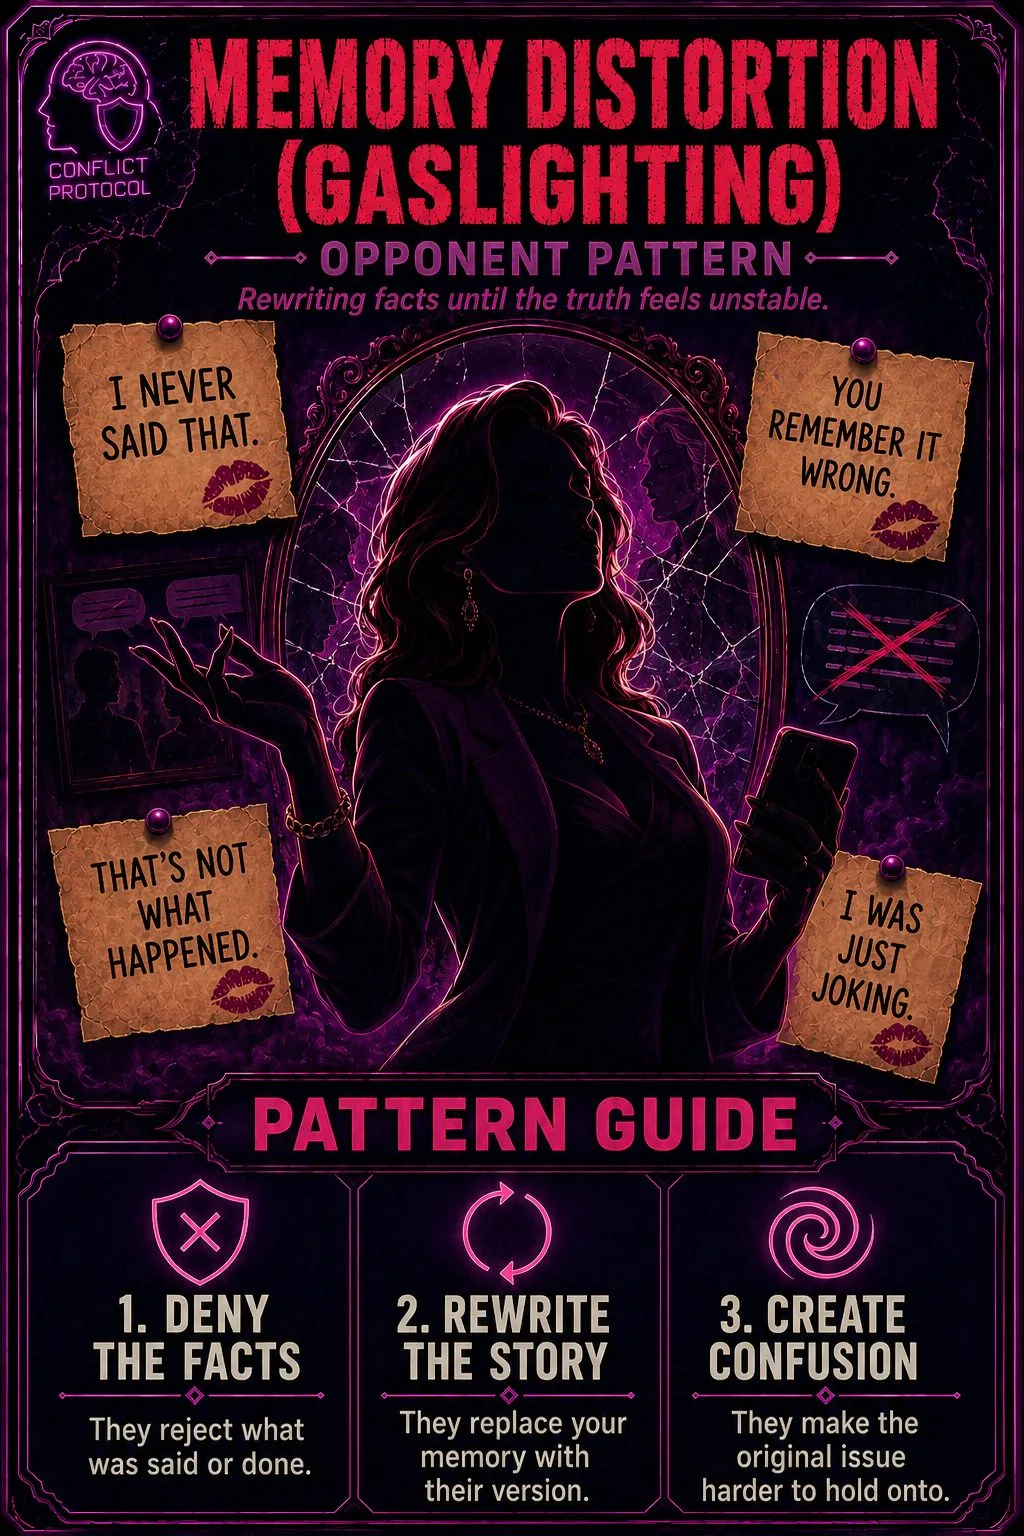 CONFLICT
PROTOCOL
MEMORY DISTORTION
(GASLIGHTING)
OPPONENT PATTERN
Rewriting facts until the truth feels unstable.
I NEVER
SAID THAT.
YOU
REMEMBER IT
WRONG.
THAT'S NOT
WHAT
HAPPENED.
I WAS
JUST
JOKING.
PATTERN GUIDE
1. DENY
THE FACTS
They reject what
was said or done.
2. REWRITE
THE STORY
They replace your
memory with
their version.
3. CREATE
CONFUSION
They make the
original issue
harder to hold onto.